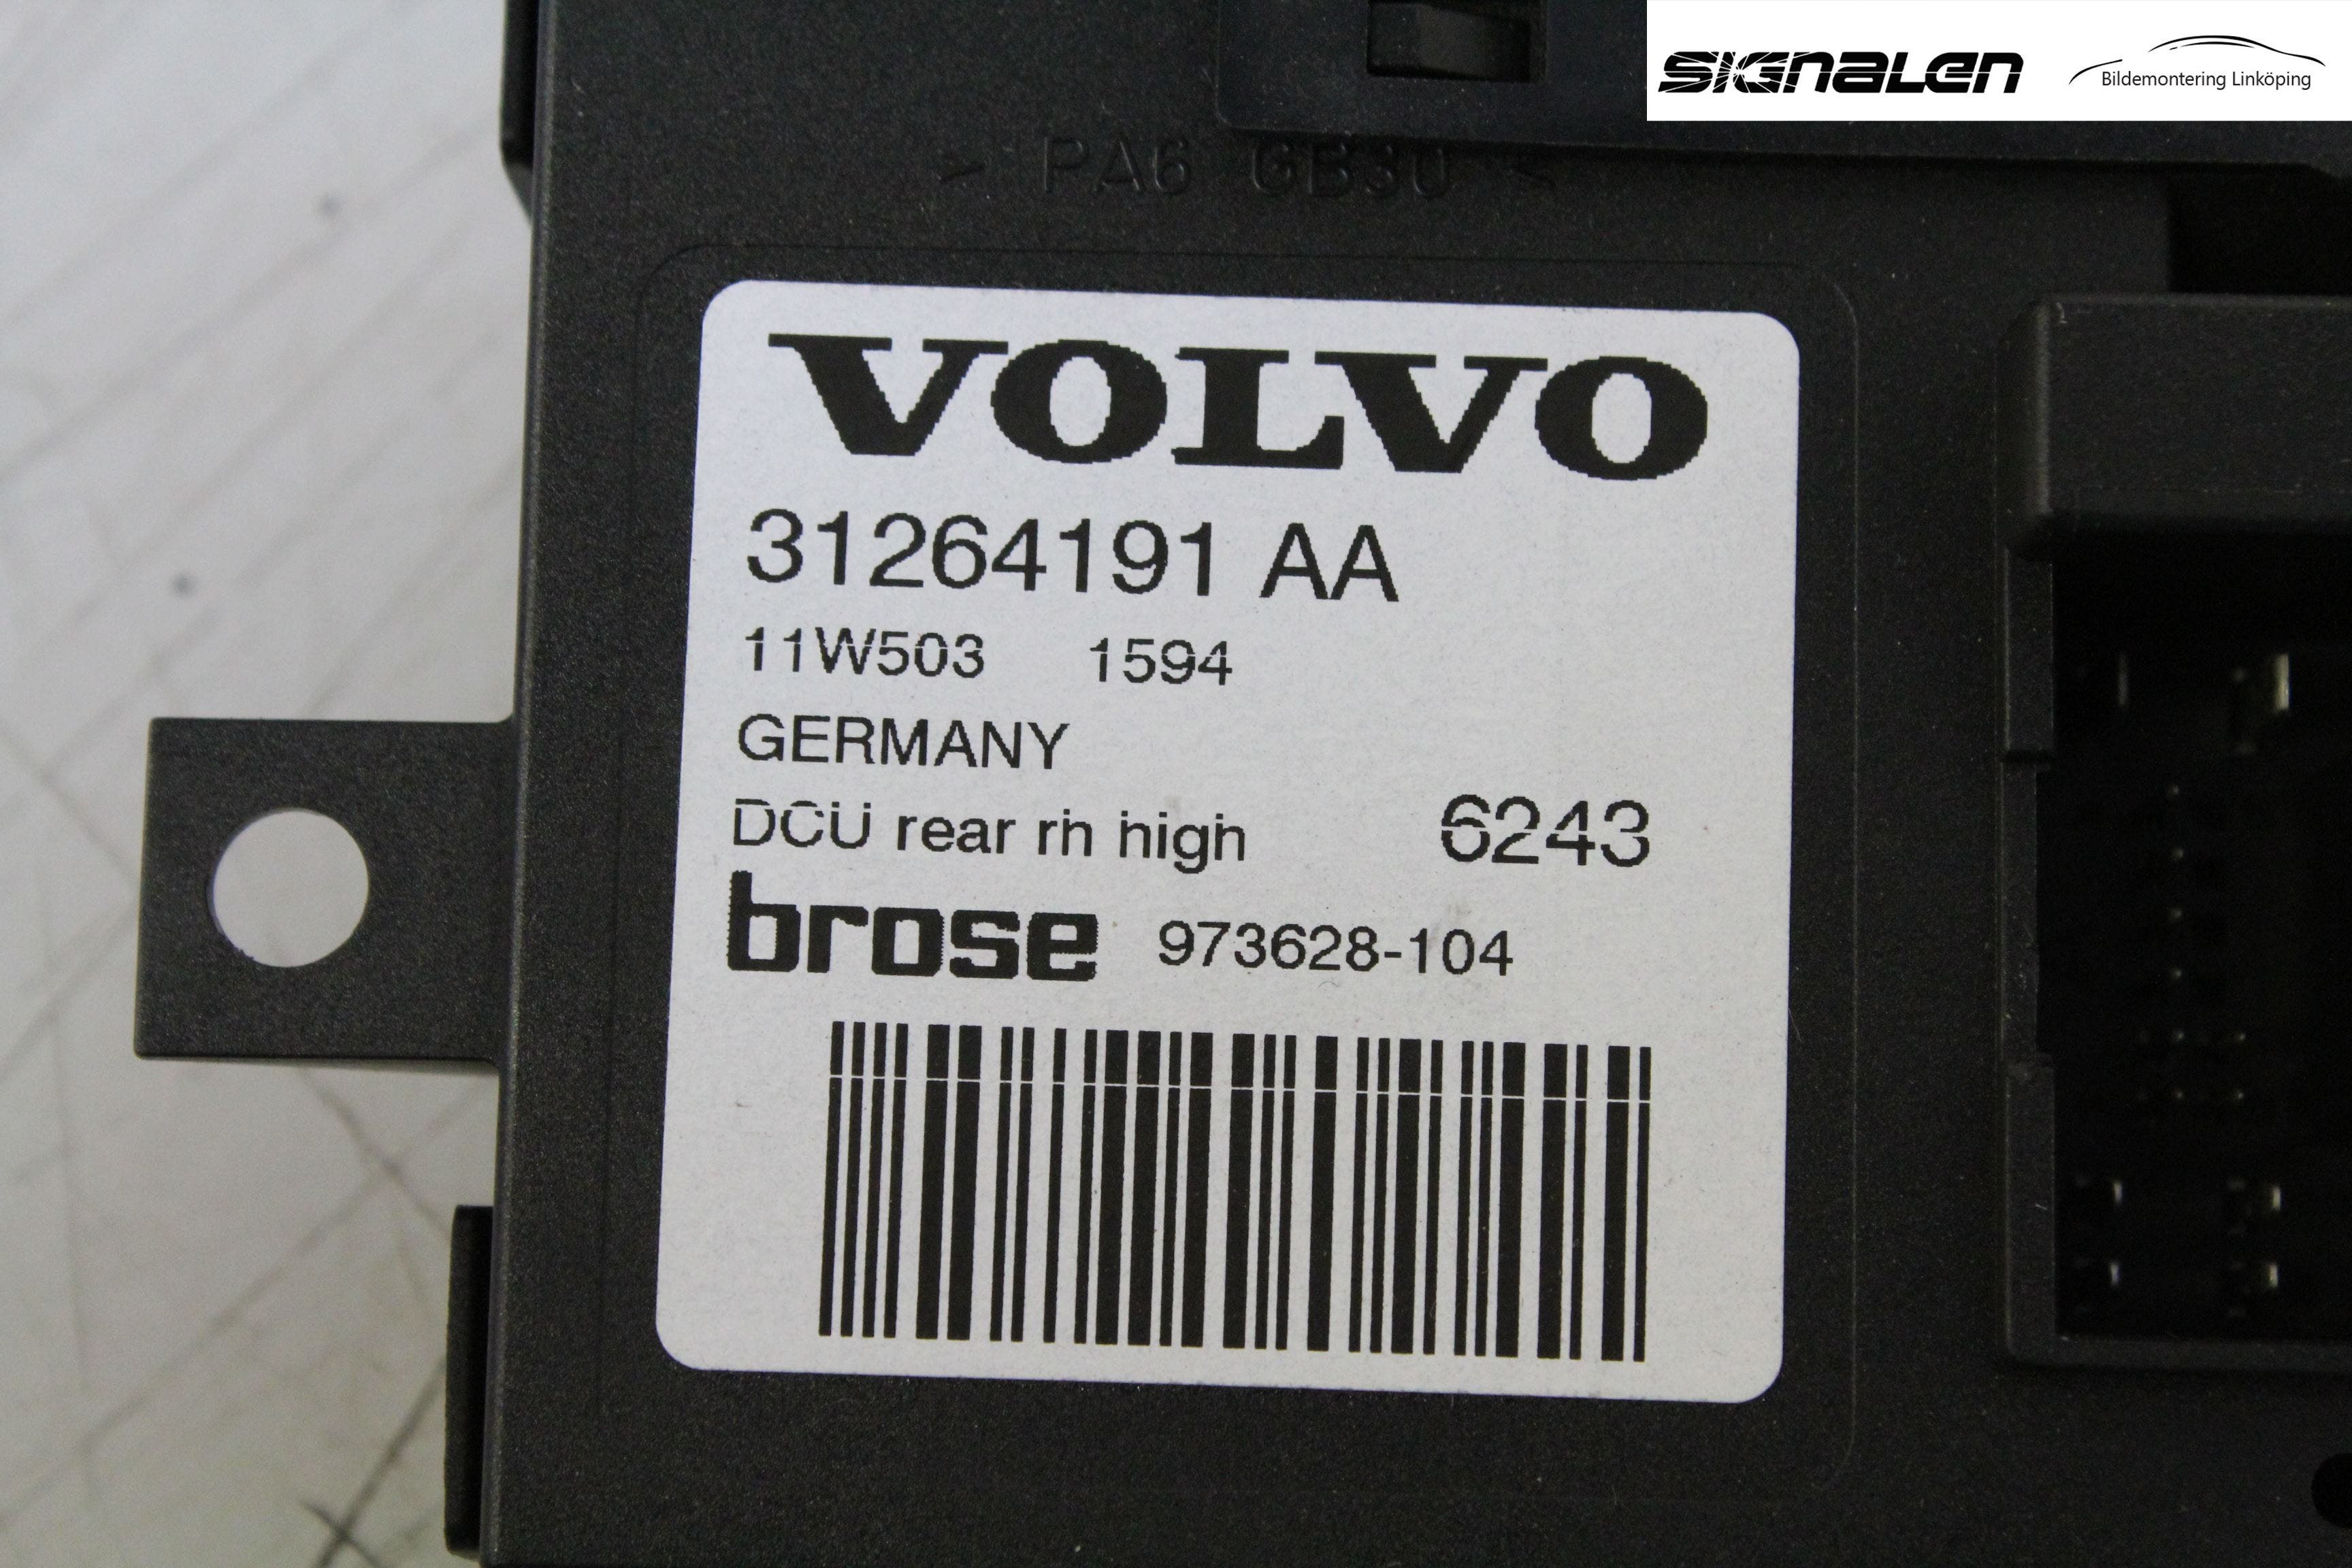 SIGNALEN
Bildemontering Linköping
> PA6 GB30 <
VOLVO
31264191 AA
11W503 1594
GERMANY
DCU rear rh high 6243
brose 973628-104